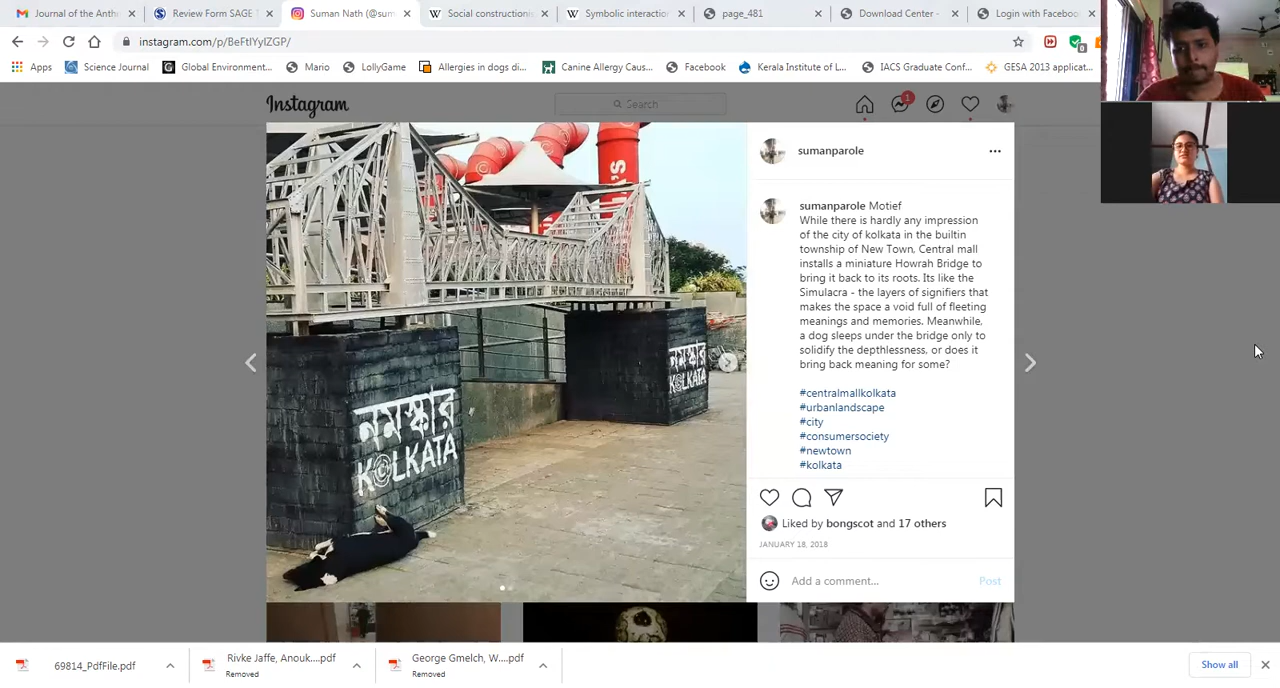 Journal of the Anth
Review Form SAGE
Suman Nath (@sum
Social constructionis
Symbolic interactio
page_481
Download Center -
Login with Faceboo
instagram.com/p/BeFtIYyIZGP/
Apps
Science Journal
Global Environment...
Mario
LollyGame
Allergies in dogs di...
Canine Allergy Caus...
Facebook
Kerala Institute of L...
IACS Graduate Conf...
GESA 2013 applicat...
Instagram
Search
1
sumanparole
sumanparole Motief
While there is hardly any impression
of the city of kolkata in the builtin
township of New Town, Central mall
installs a miniature Howrah Bridge to
bring it back to its roots. Its like the
Simulacra - the layers of signifiers that
makes the space a void full of fleeting
meanings and memories. Meanwhile,
a dog sleeps under the bridge only to
solidify the depthlessness, or does it
bring back meaning for some?
#centralmallkolkata
#urbanlandscape
#city
#consumersociety
#newtown
#kolkata
Liked by bongscot and 17 others
JANUARY 18, 2018
Add a comment...
Post
নমস্কার
KOLKATA
নমস্কার
KOLKATA
69814_PdfFile.pdf
Rivke Jaffe, Anouk....pdf
Removed
George Gmelch, W....pdf
Removed
Show all